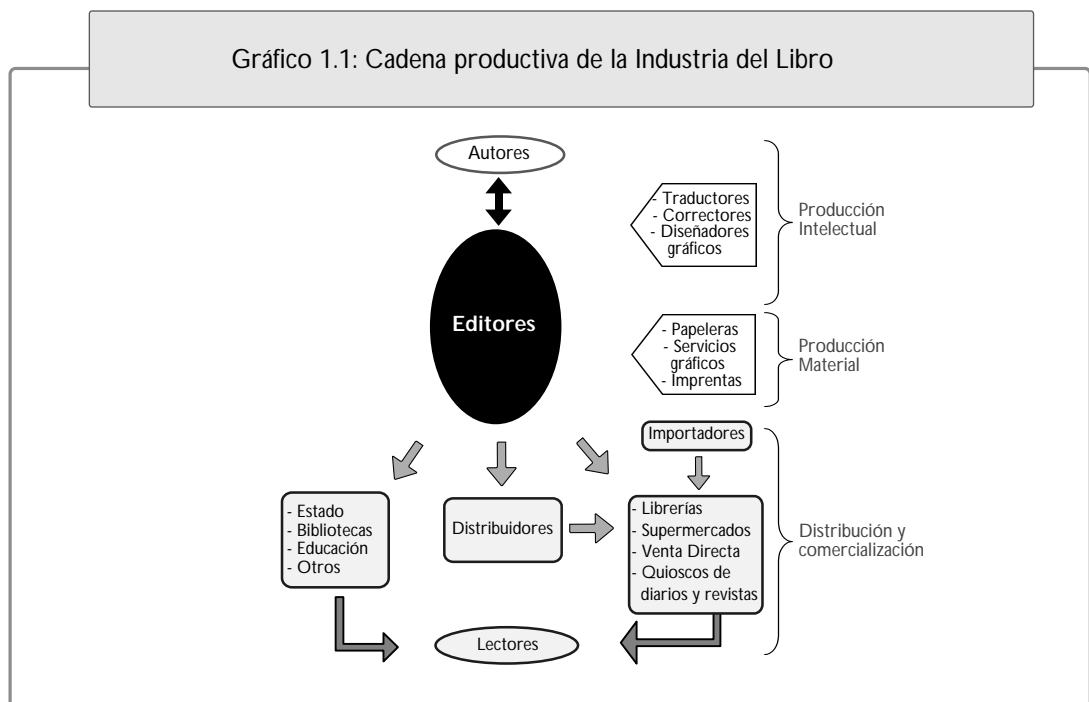 Gráfico 1.1: Cadena productiva de la Industria del Libro
Autores
- Traductores
- Correctores
- Diseñadores
gráficos
Producción
Intelectual
Editores
- Papeleras
- Servicios
gráficos
- Imprentas
Producción
Material
Importadores
- Estado
- Bibliotecas
- Educación
- Otros
Distribuidores
- Librerías
- Supermercados
- Venta Directa
- Quioscos de
diarios y revistas
Distribución y
comercialización
Lectores